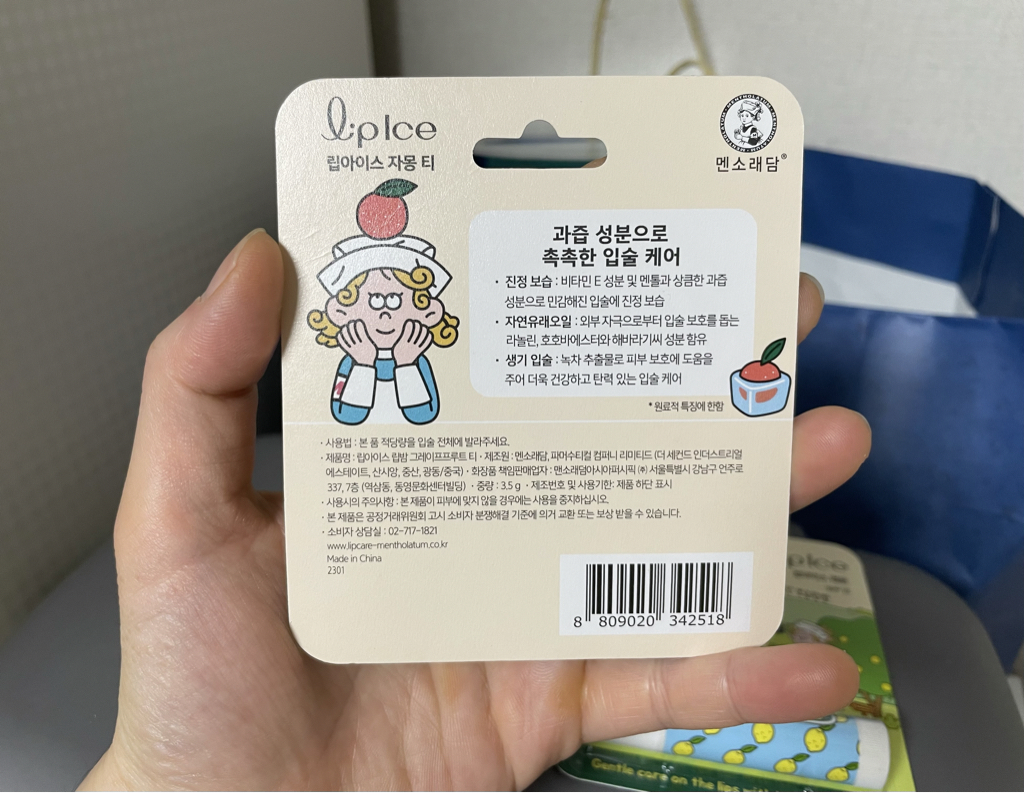 lipIce
립아이스 자몽 티
MENTHOLATUM
멘소래담®
과즙 성분으로
촉촉한 입술 케어
· 진정 보습 : 비타민 E 성분 및 멘톨과 상큼한 과즙
성분으로 민감해진 입술에 진정 보습
· 자연유래오일 : 외부 자극으로부터 입술 보호를 돕는
라놀린, 호호바에스터와 해바라기씨 성분 함유
· 생기 입술 : 녹차 추출물로 피부 보호에 도움을
주어 더욱 건강하고 탄력 있는 입술 케어
* 원료적 특징에 한함
· 사용법 : 본 품 적당량을 입술 전체에 발라주세요.
· 제품명 : 립아이스 립밤 그레이프프루트 티 · 제조원 : 멘소래담, 파머수티컬 컴퍼니 리미티드 (더 세컨드 인더스트리얼
에스테이트, 산시앙, 중산, 광동/중국) · 화장품 책임판매업자 : 맨소래담아시아퍼시픽 ㈜ 서울특별시 강남구 언주로
337, 7층 (역삼동, 동영문화센터빌딩) · 중량 : 3.5 g · 제조번호 및 사용기한: 제품 하단 표시
· 사용시의 주의사항 : 본 제품이 피부에 맞지 않을 경우에는 사용을 중지하십시오.
· 본 제품은 공정거래위원회 고시 소비자 분쟁해결 기준에 의거 교환 또는 보상 받을 수 있습니다.
· 소비자 상담실 : 02-717-1821
www.lipcare-mentholatum.co.kr
Made in China
2301
8 809020 342518
pIce
Gentle care on the lips with